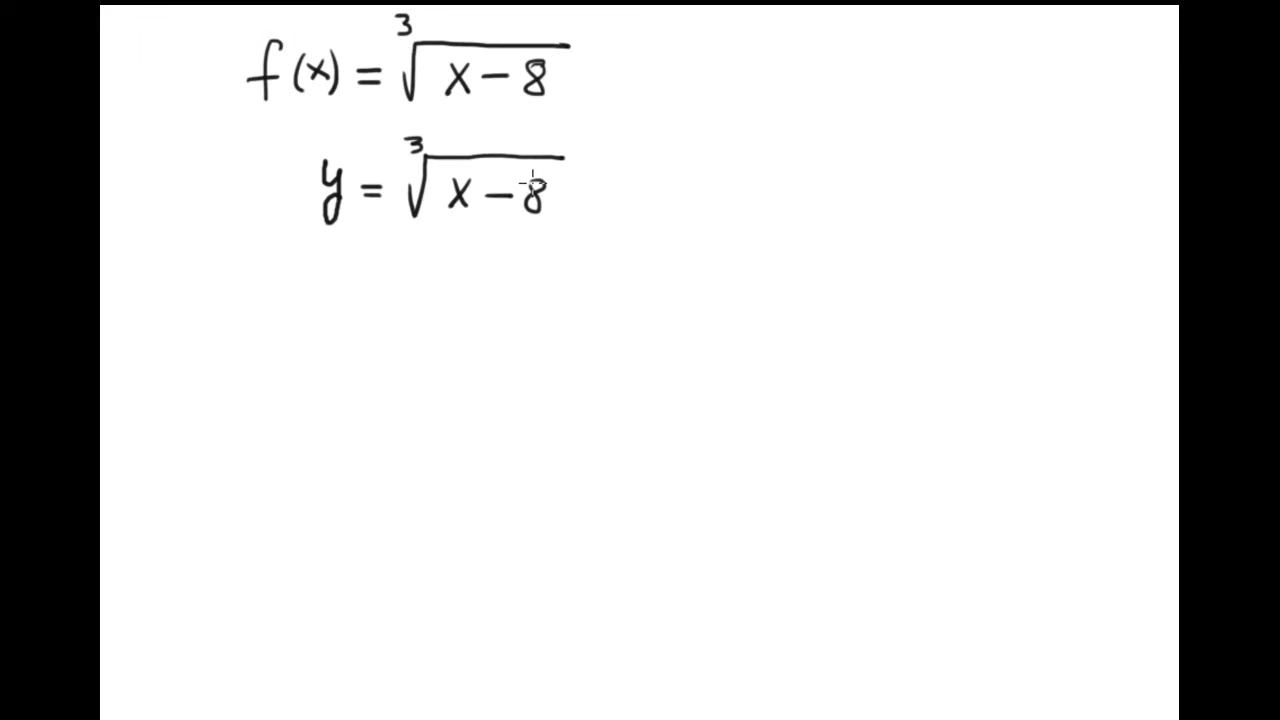 f(x) = ∛(x - 8)
y = ∛(x - 8)